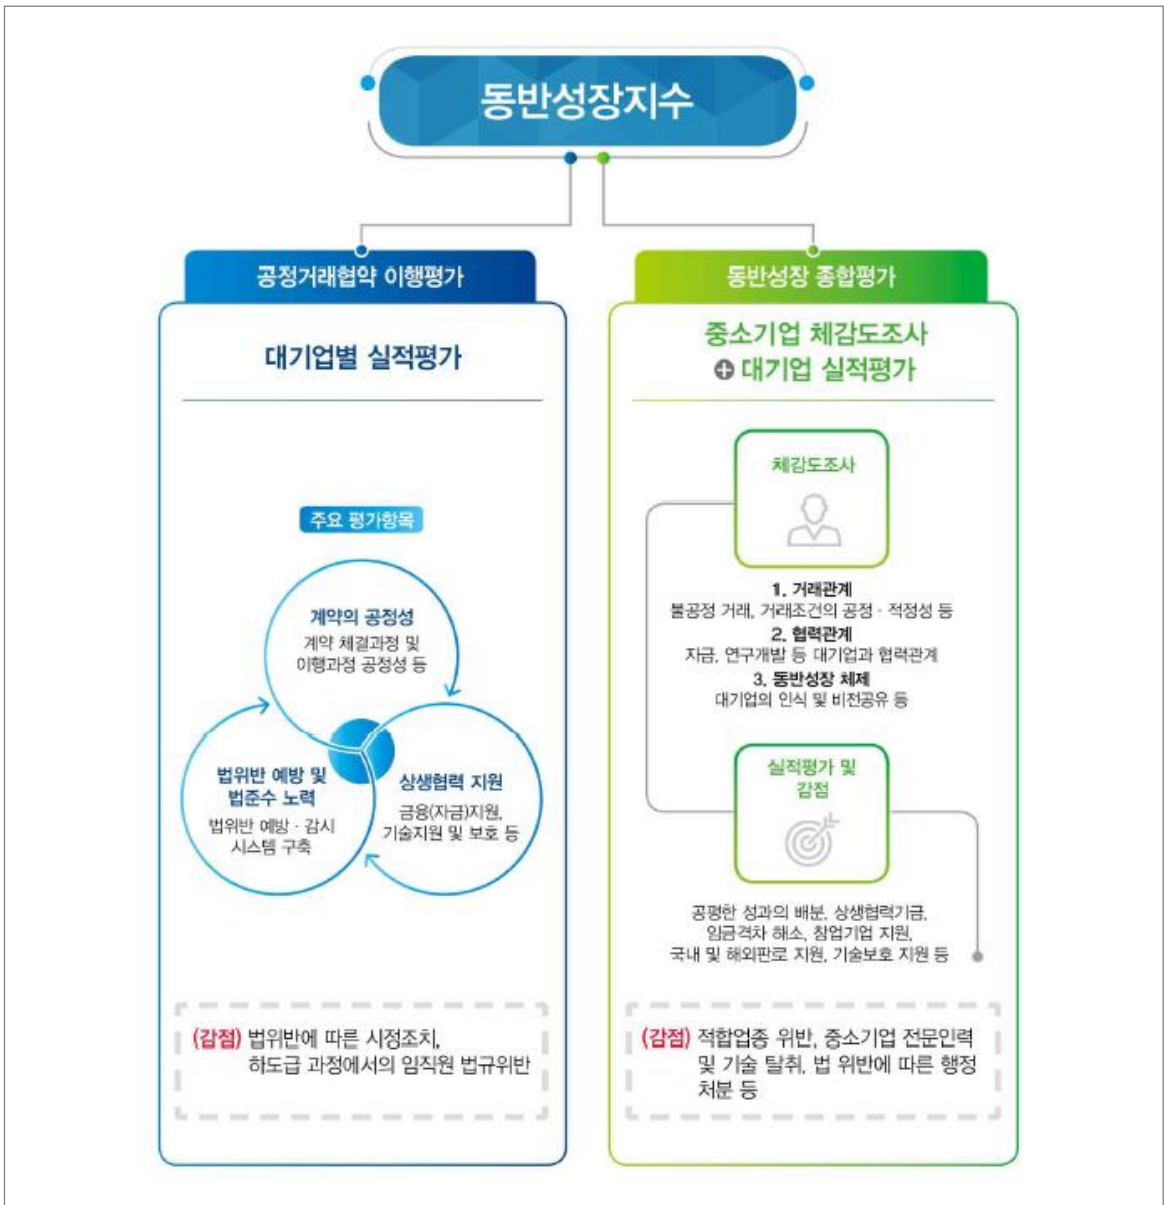 동반성장지수
공정거래협약 이행평가
대기업별 실적평가
주요 평가항목
계약의 공정성
계약 체결과정 및
이행과정 공정성 등
법위반 예방 및
법준수 노력
법위반 예방 · 감시
시스템 구축
상생협력 지원
금융(자금)지원,
기술지원 및 보호 등
(감점) 법위반에 따른 시정조치,
하도급 과정에서의 임직원 법규위반
동반성장 종합평가
중소기업 체감도조사
+ 대기업 실적평가
체감도조사
1. 거래관계
불공정 거래, 거래조건의 공정 · 적정성 등
2. 협력관계
자금, 연구개발 등 대기업과 협력관계
3. 동반성장 체제
대기업의 인식 및 비전공유 등
실적평가 및
감점
공평한 성과의 배분, 상생협력기금,
임금격차 해소, 창업기업 지원,
국내 및 해외판로 지원, 기술보호 지원 등
(감점) 적합업종 위반, 중소기업 전문인력
및 기술 탈취, 법 위반에 따른 행정
처분 등